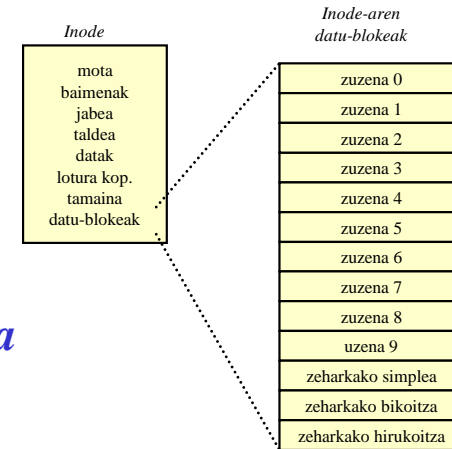 Inode
mota
baimenak
jabea
taldea
datak
lotura kop.
tamaina
datu-blokeak
a
Inode-aren
datu-blokeak
zuzena 0
zuzena 1
zuzena 2
zuzena 3
zuzena 4
zuzena 5
zuzena 6
zuzena 7
zuzena 8
uzena 9
zeharkako simplea
zeharkako bikoitza
zeharkako hirukoitza